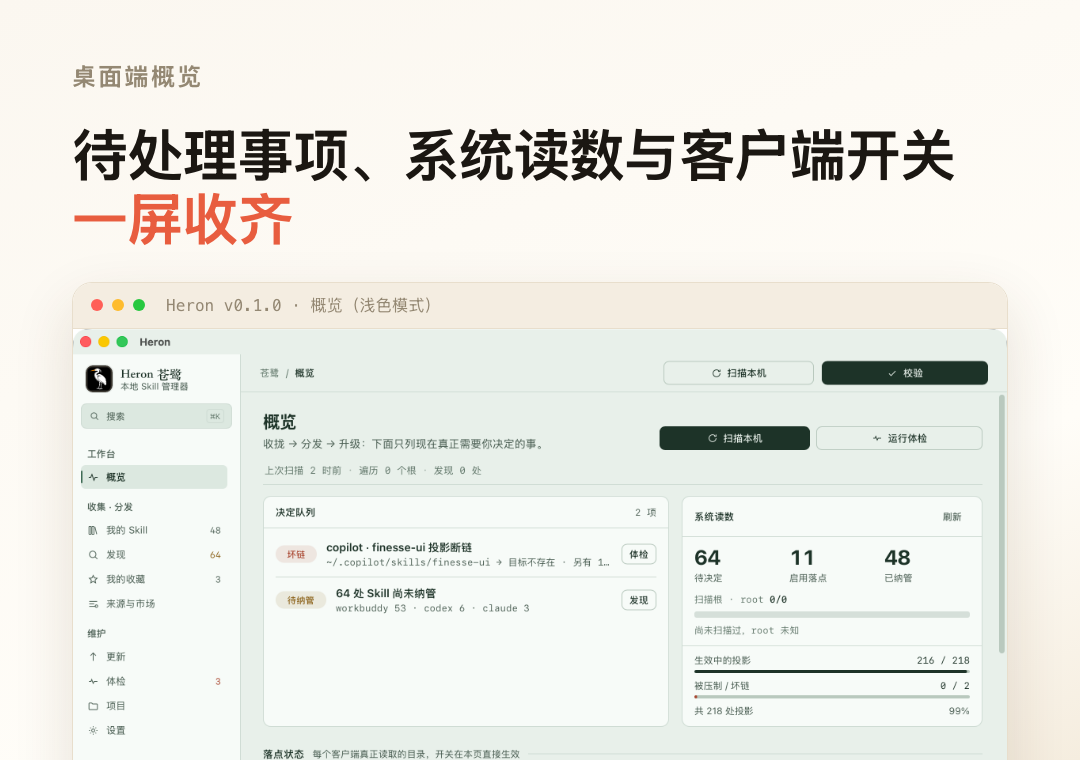 桌面端概览
待处理事项、系统读数与客户端开关
一屏收齐
Heron v0.1.0 · 概览（浅色模式）
Heron
Heron 苍鹭
本地 Skill 管理器
搜索
⌘K
工作台
概览
收集 · 分发
我的 Skill 48
发现 64
我的收藏 3
来源与市场
维护
更新
体检 3
项目
设置
苍鹭 / 概览
扫描本机
校验
概览
收拢 → 分发 → 升级：下面只列现在真正需要你决定的事。
扫描本机
运行体检
上次扫描 2 时前 · 遍历 0 个根 · 发现 0 处
决定队列 2 项
坏链
copilot · finesse-ui 投影断链
~/.copilot/skills/finesse-ui → 目标不存在 · 另有 1…
体检
待纳管
64 处 Skill 尚未纳管
workbuddy 53 · codex 6 · claude 3
发现
系统读数 刷新
64 11 48
待决定 启用落点 已纳管
扫描根 · root 0/0
尚未扫描过，root 未知
生效中的投影 216 / 218
被压制 / 坏链 0 / 2
共 218 处投影 99%
落点状态 每个客户端真正读取的目录，开关在本页直接生效